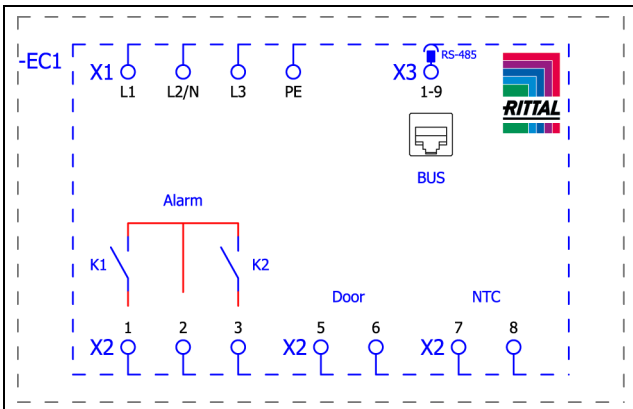 -EC1
X1
L1
L2/N
L3
PE
X3
RS-485
1-9
RITTAL
BUS
Alarm
K1
K2
Door
NTC
X2
1
2
3
X2
5
6
X2
7
8